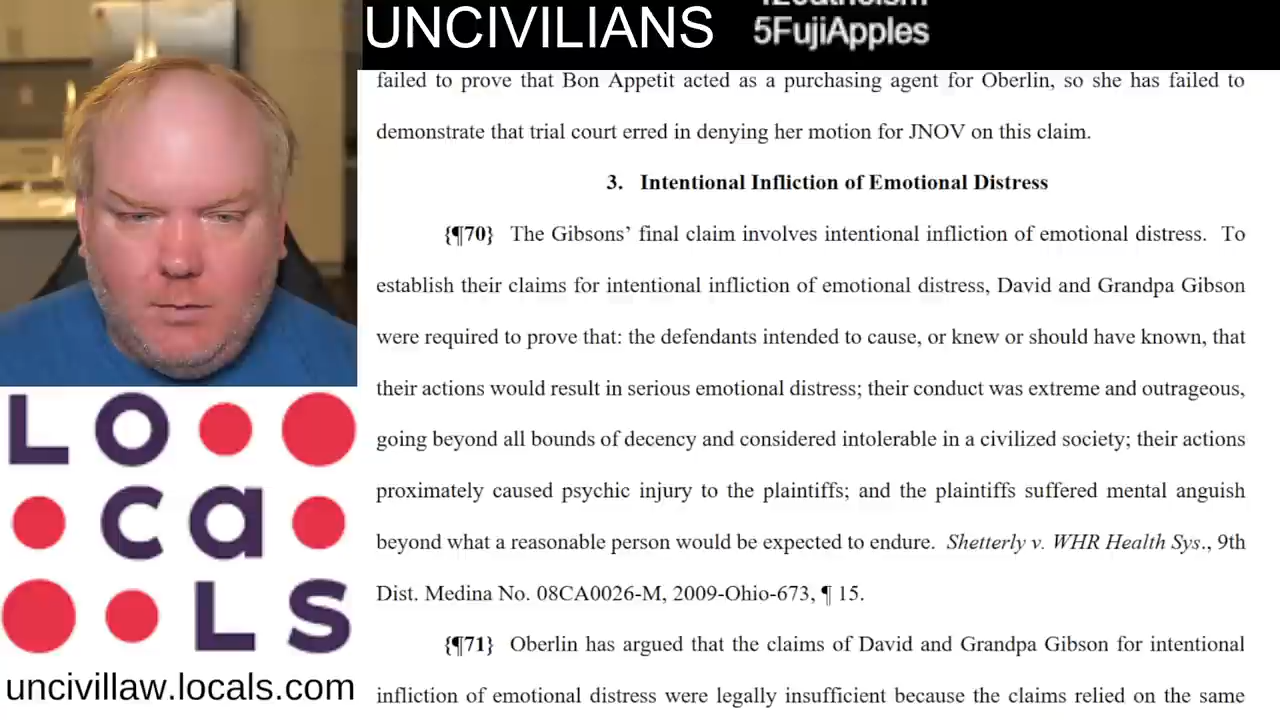 UNCIVILIANS
5FujiApples
failed to prove that Bon Appetit acted as a purchasing agent for Oberlin, so she has failed to
demonstrate that trial court erred in denying her motion for JNOV on this claim.
3. Intentional Infliction of Emotional Distress
{¶70} The Gibsons’ final claim involves intentional infliction of emotional distress. To
establish their claims for intentional infliction of emotional distress, David and Grandpa Gibson
were required to prove that: the defendants intended to cause, or knew or should have known, that
their actions would result in serious emotional distress; their conduct was extreme and outrageous,
going beyond all bounds of decency and considered intolerable in a civilized society; their actions
proximately caused psychic injury to the plaintiffs; and the plaintiffs suffered mental anguish
beyond what a reasonable person would be expected to endure. Shetterly v. WHR Health Sys., 9th
Dist. Medina No. 08CA0026-M, 2009-Ohio-673, ¶ 15.
{¶71} Oberlin has argued that the claims of David and Grandpa Gibson for intentional
infliction of emotional distress were legally insufficient because the claims relied on the same
LO
ca
LS
uncivillaw.locals.com